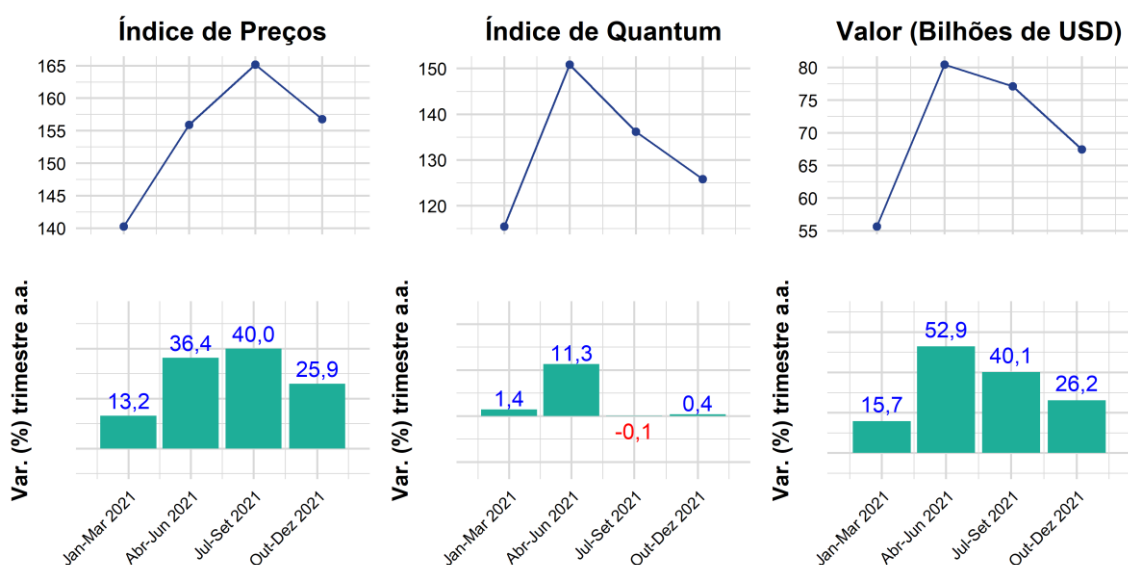 Índice de Preços
165
160
155
150
145
140
Índice de Quantum
150
140
130
120
Valor (Bilhões de USD)
80
75
70
65
60
55
Var. (%) trimestre a.a.
13,2
36,4
40,0
25,9
Jan-Mar 2021
Abr-Jun 2021
Jul-Set 2021
Out-Dez 2021
Var. (%) trimestre a.a.
1,4
11,3
-0,1
0,4
Jan-Mar 2021
Abr-Jun 2021
Jul-Set 2021
Out-Dez 2021
Var. (%) trimestre a.a.
15,7
52,9
40,1
26,2
Jan-Mar 2021
Abr-Jun 2021
Jul-Set 2021
Out-Dez 2021